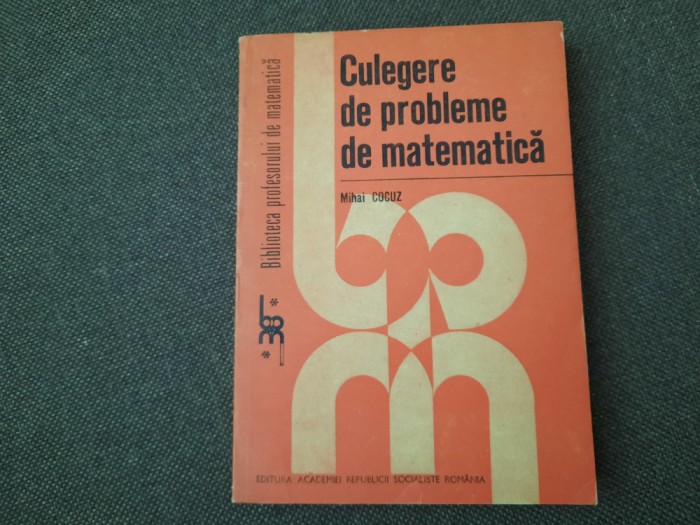 Culegere
de probleme
de matematică
Mihai COCUZ
Biblioteca profesorului de matematică
EDITURA ACADEMIEI REPUBLICII SOCIALISTE ROMÂNIA